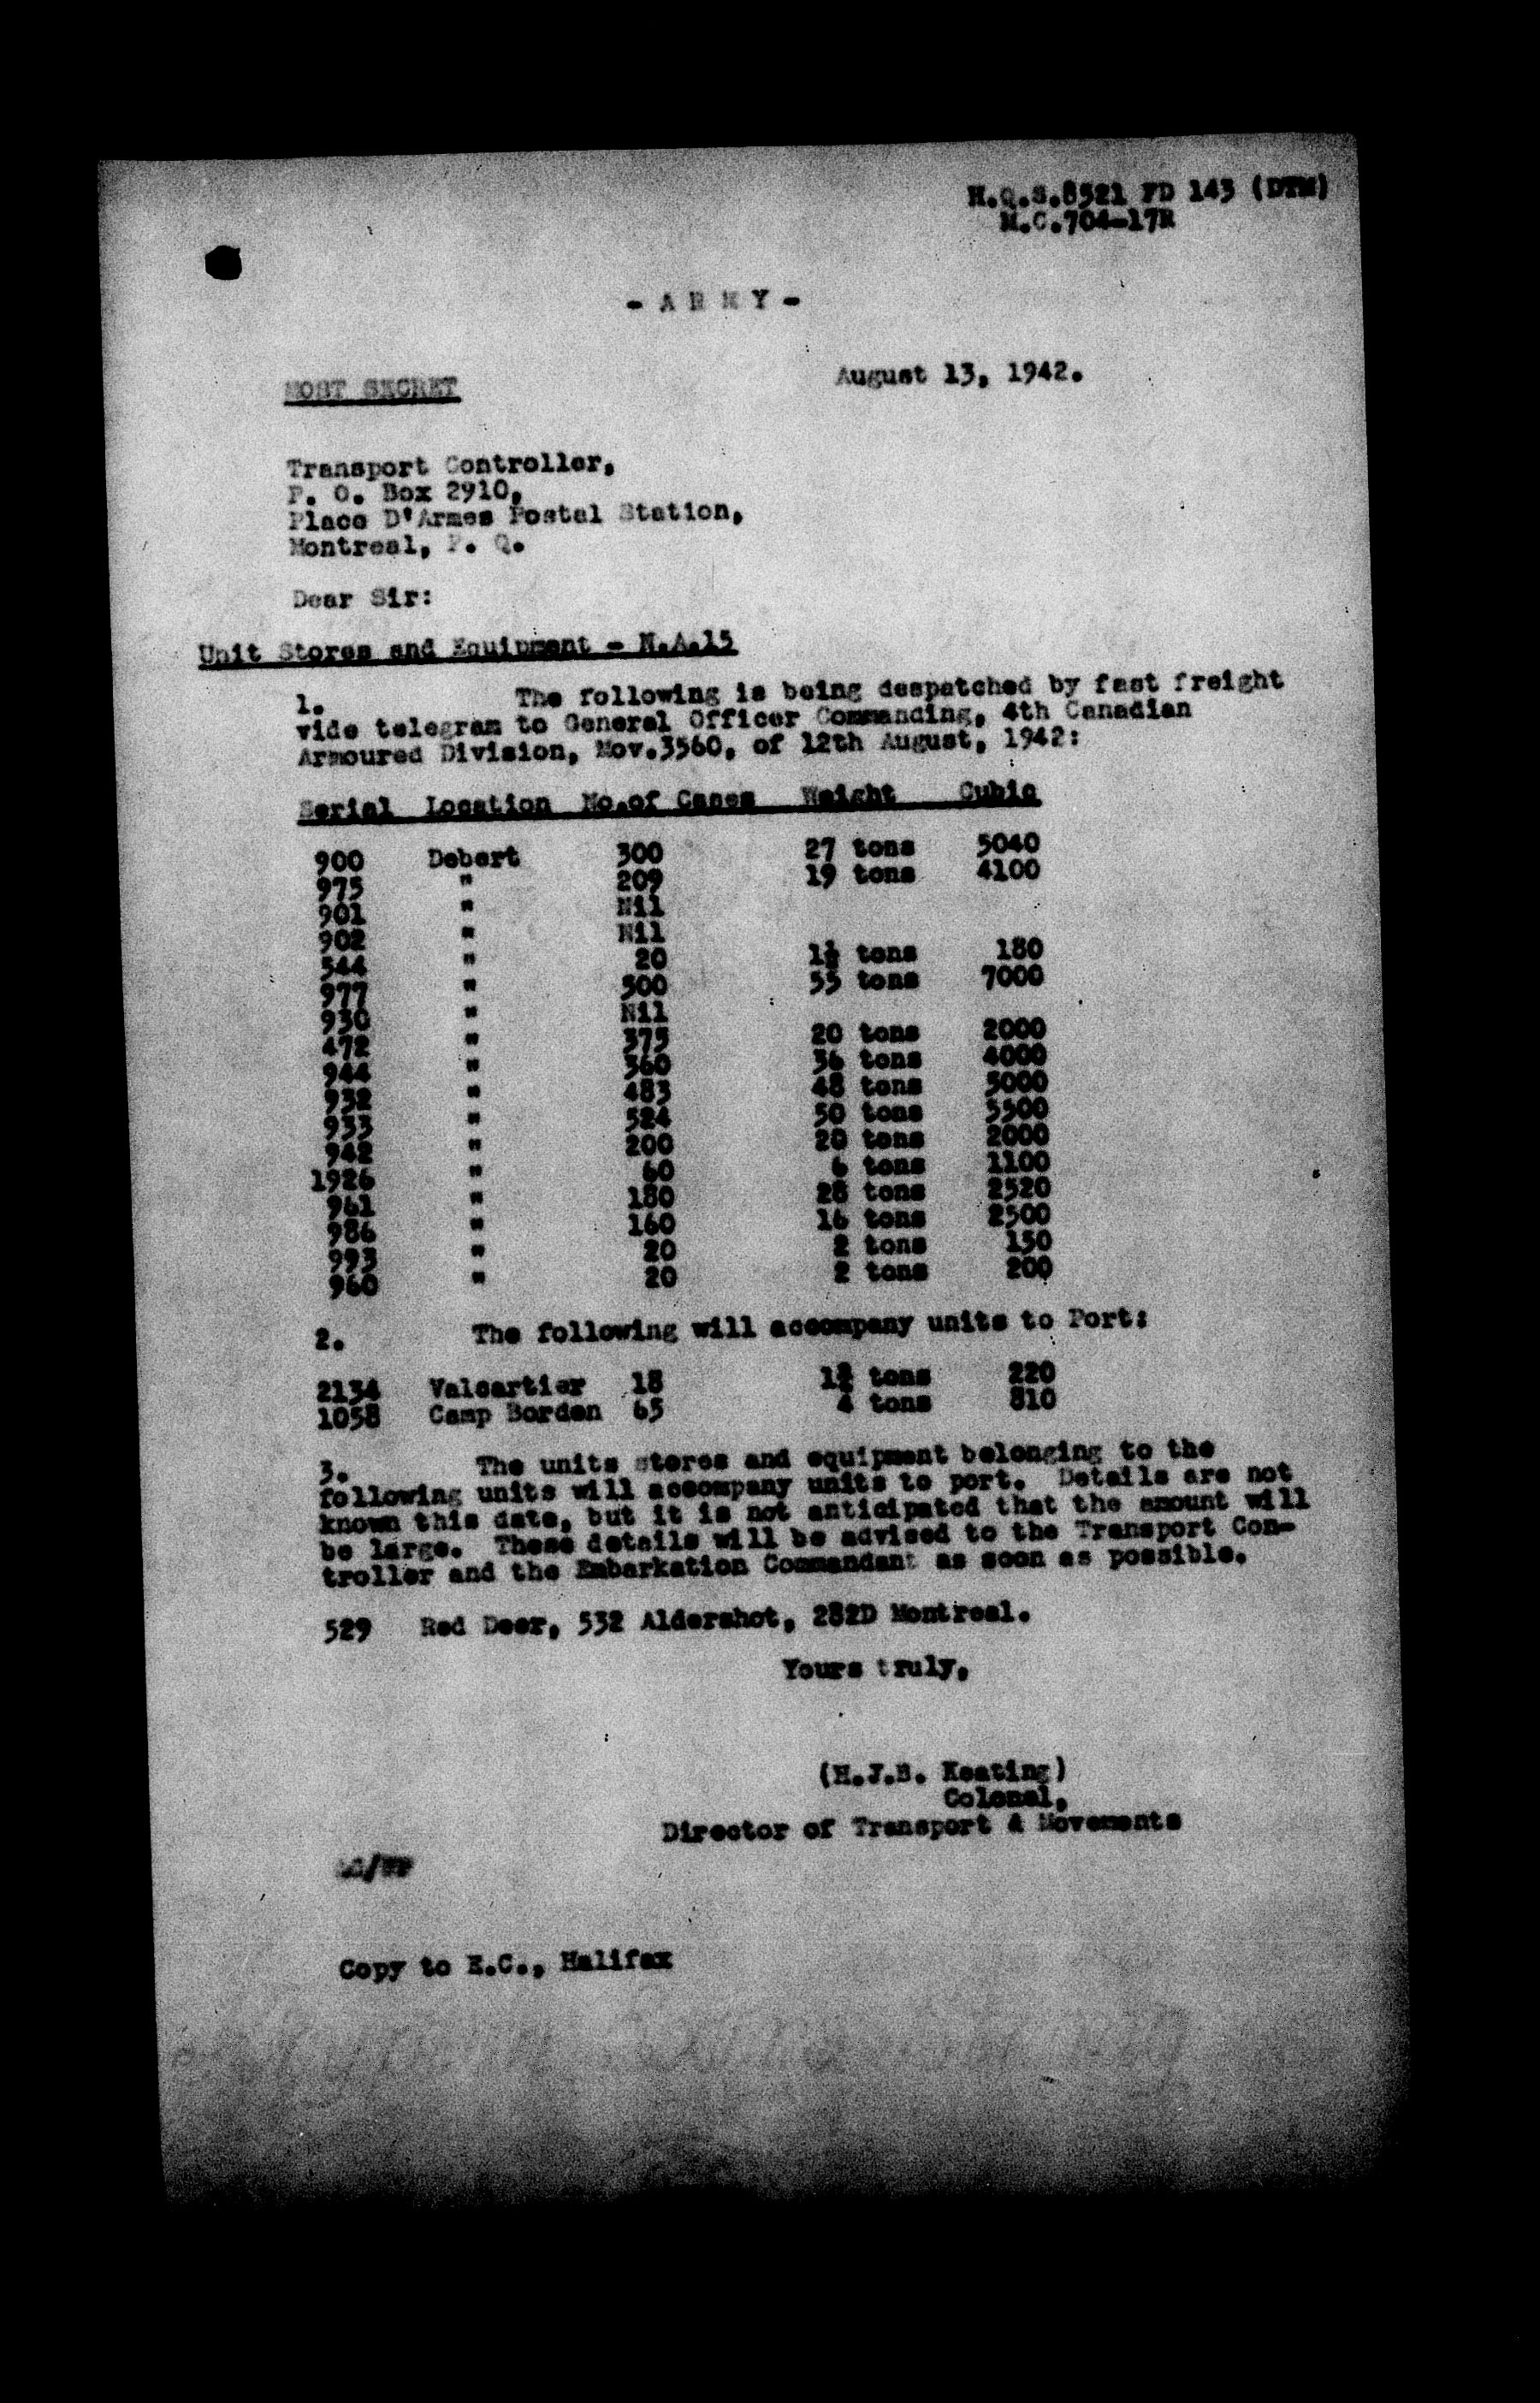 H.Q.S.8521 FD 143 (DTM)
M.C.704-17R
- A R M Y -
MOST SECRET August 13, 1942.
Transport Controller,
P. O. Box 2910,
Place D'Armes Postal Station,
Montreal, P. Q.
Dear Sir:
Unit Stores and Equipment - N.A.15
1. The following is being despatched by fast freight
vide telegram to General Officer Commanding, 4th Canadian
Armoured Division, Mov.3560, of 12th August, 1942:
Serial Location No.of Cases Weight Cubic
900 Debert 300 27 tons 5040
975 " 209 19 tons 4100
901 " Nil
902 " Nil
544 " 20 1½ tons 180
977 " 500 55 tons 7000
930 " Nil
472 " 375 20 tons 2000
944 " 360 36 tons 4000
932 " 483 48 tons 5000
933 " 524 50 tons 5500
942 " 200 20 tons 2000
1926 " 60 6 tons 1100
961 " 180 28 tons 2520
986 " 160 16 tons 2500
993 " 20 2 tons 150
960 " 20 2 tons 200
2. The following will accompany units to Port:
2134 Valcartier 18 tons 220
1058 Camp Borden 65 4 tons 810
3. The units stores and equipment belonging to the
following units will accompany units to port. Details are not
known this date, but it is not anticipated that the amount will
be large. These details will be advised to the Transport Con-
troller and the Embarkation Commandant as soon as possible.
529 Red Deer, 532 Aldershot, 282D Montreal.
Yours truly,
(H.J.B. Keating)
Colonel,
Director of Transport & Movements
Copy to E.C., Halifax